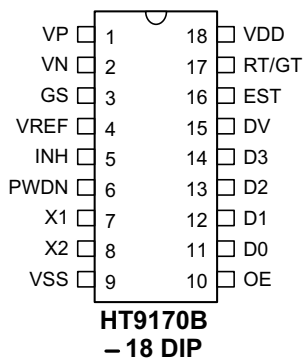 VP 1 18 VDD
VN 2 17 RT/GT
GS 3 16 EST
VREF 4 15 DV
INH 5 14 D3
PWDN 6 13 D2
X1 7 12 D1
X2 8 11 D0
VSS 9 10 OE
HT9170B
– 18 DIP